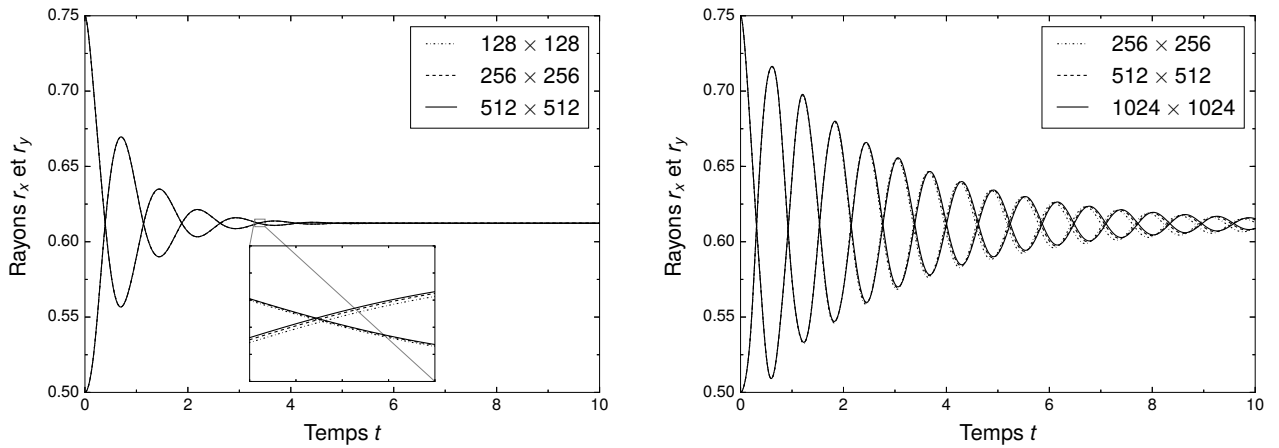 0.75
0.70
0.65
0.60
0.55
0.50
Rayons r_x et r_y
0 2 4 6 8 10
Temps t
128 × 128
256 × 256
512 × 512
0.75
0.70
0.65
0.60
0.55
0.50
Rayons r_x et r_y
0 2 4 6 8 10
Temps t
256 × 256
512 × 512
1024 × 1024